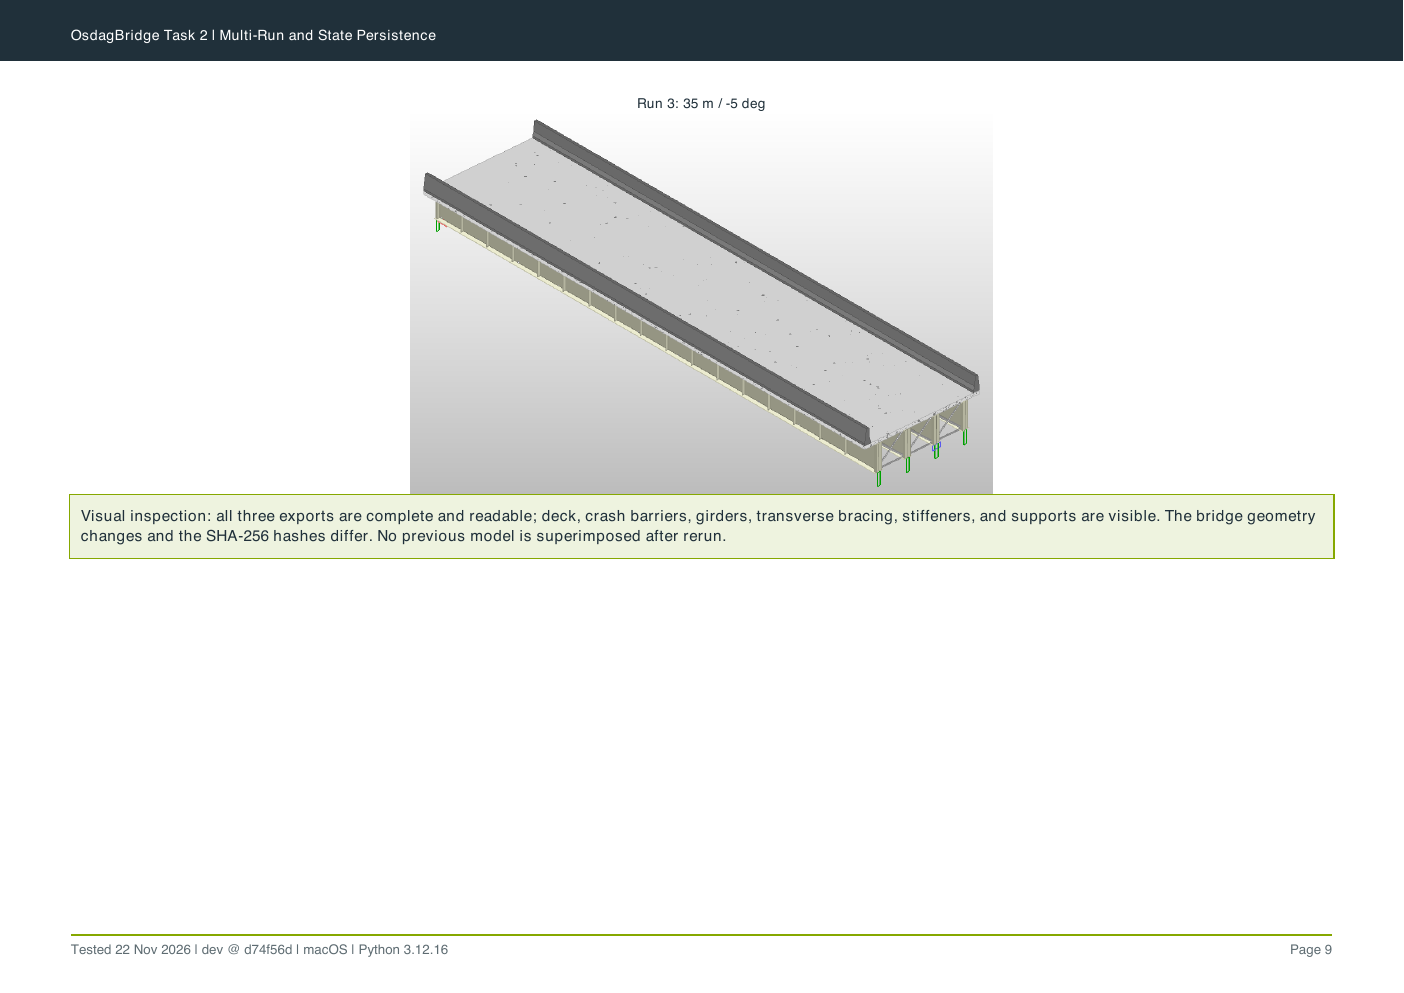 OsdagBridge Task 2 | Multi-Run and State Persistence
Run 3: 35 m / -5 deg
Visual inspection: all three exports are complete and readable; deck, crash barriers, girders, transverse bracing, stiffeners, and supports are visible. The bridge geometry
changes and the SHA-256 hashes differ. No previous model is superimposed after rerun.
Tested 22 Nov 2026 | dev @ d74f56d | macOS | Python 3.12.16
Page 9